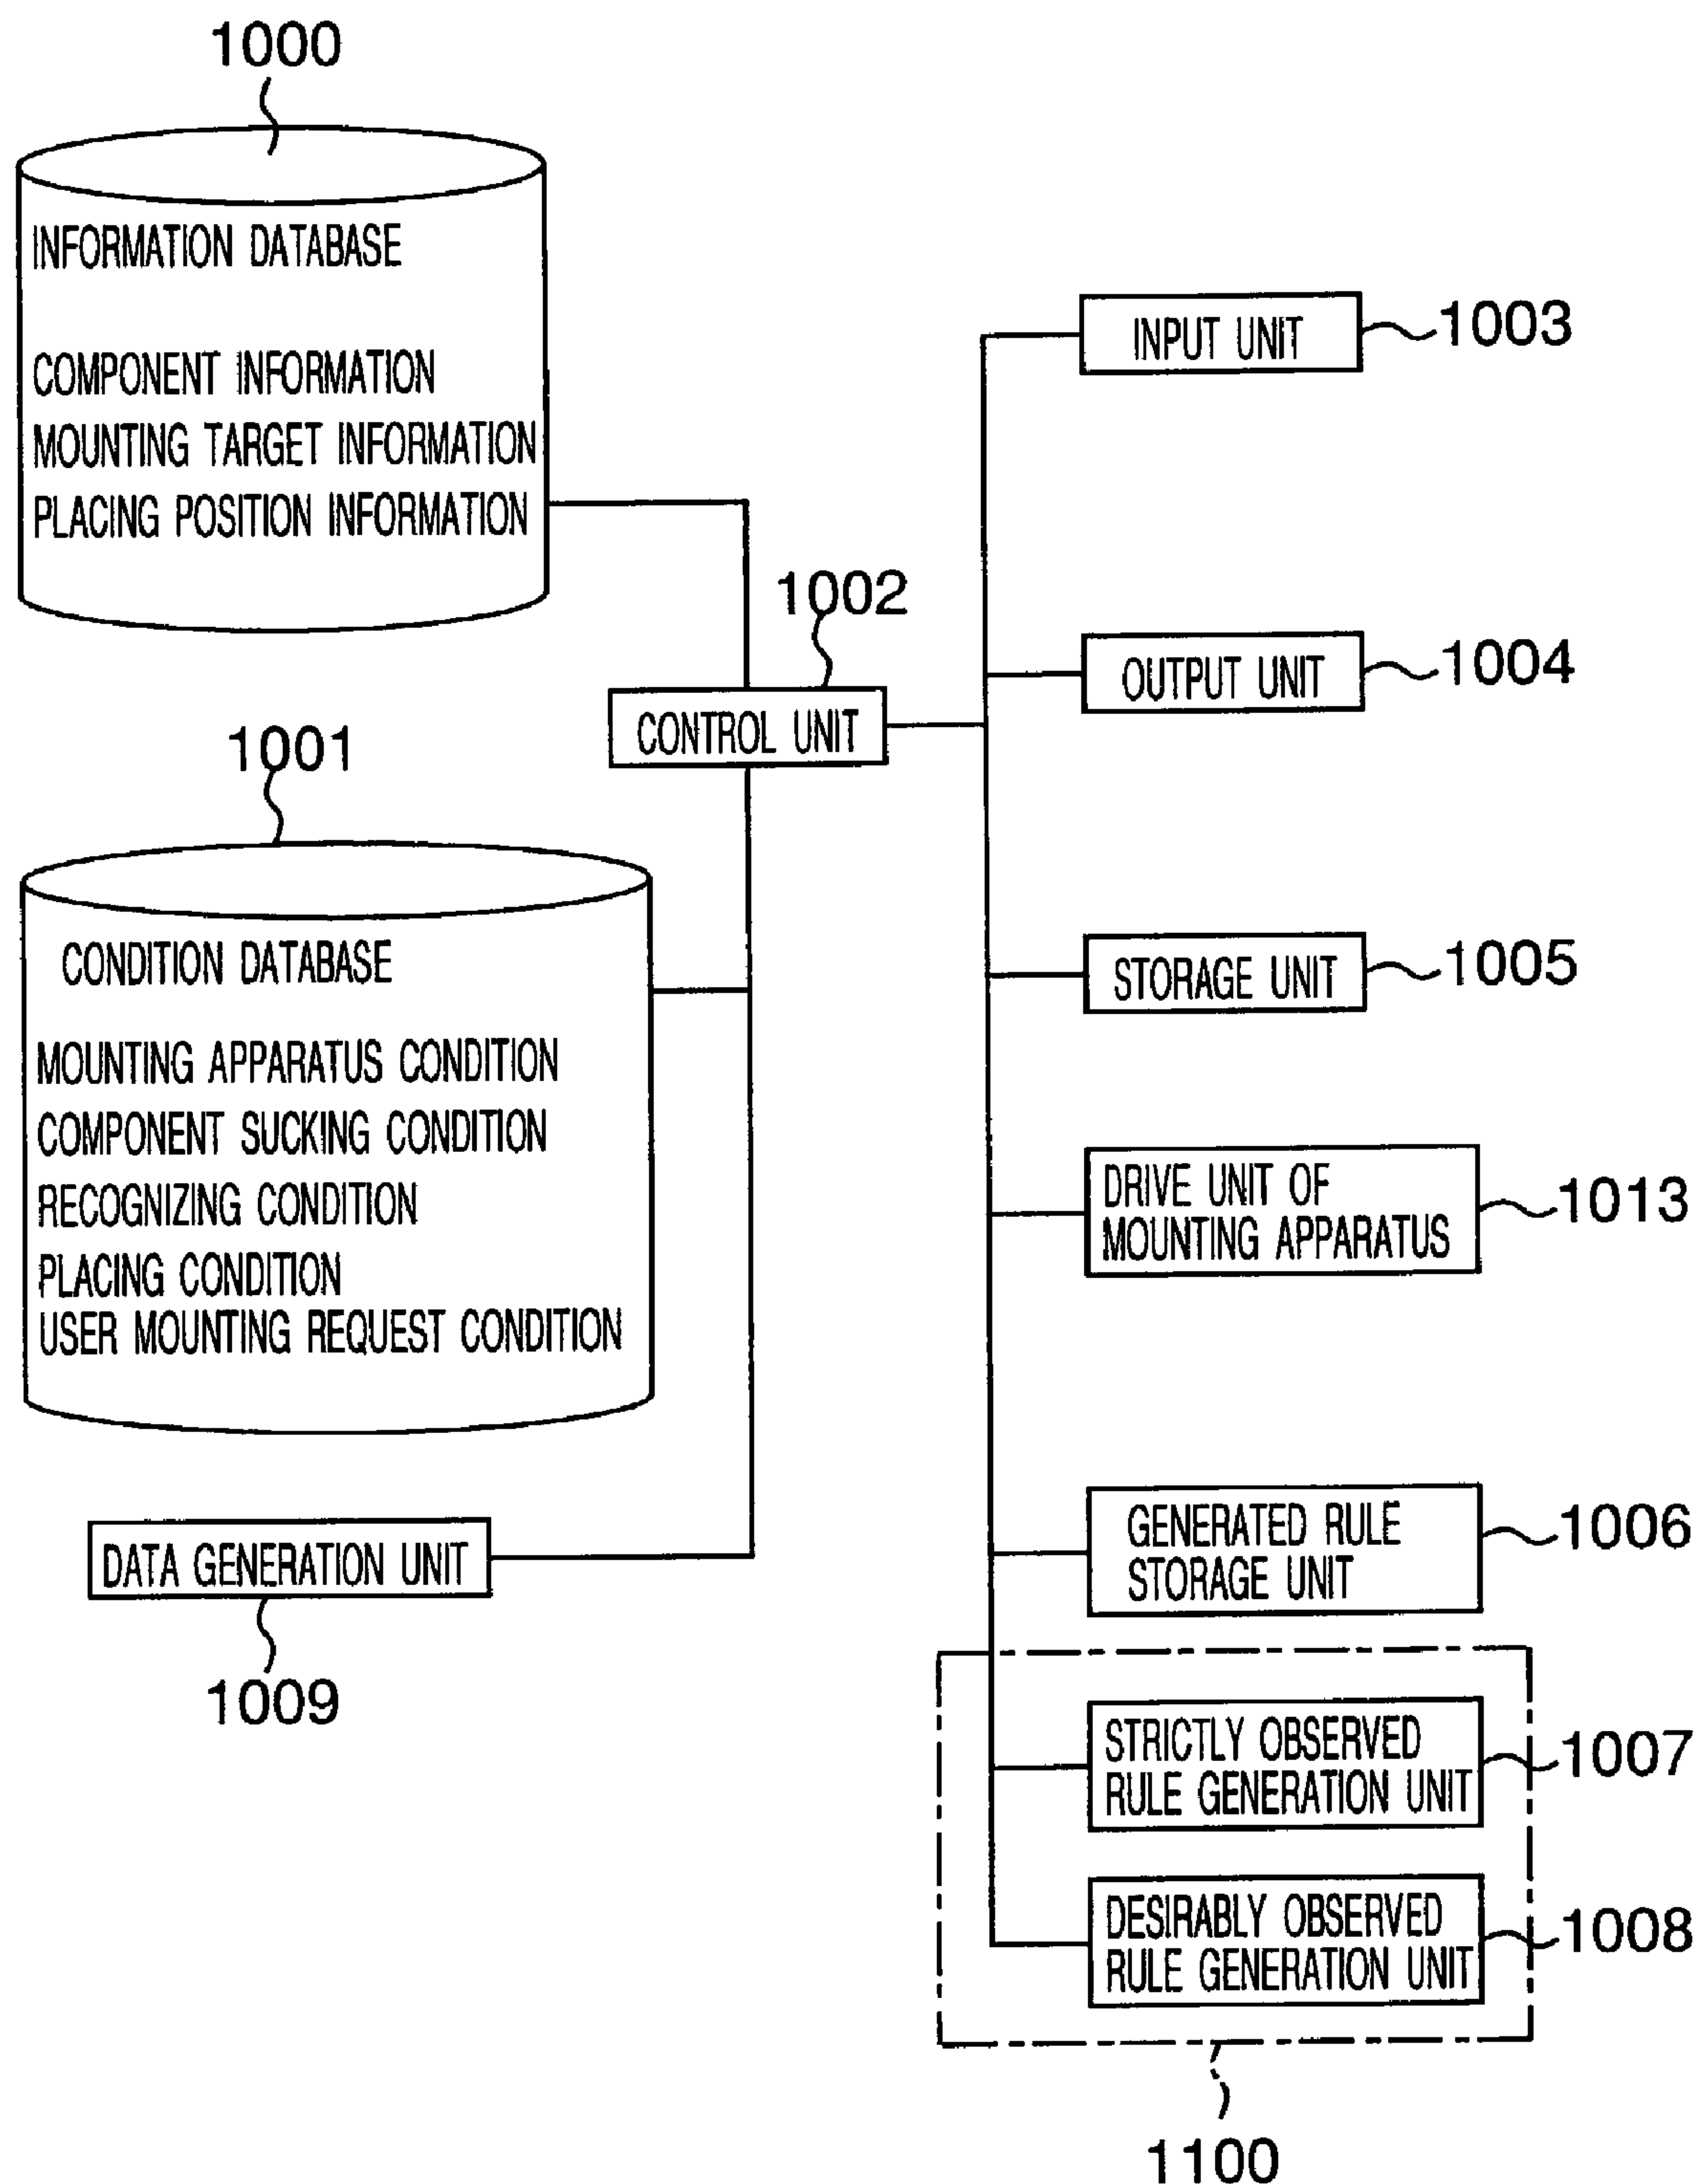 1000
INFORMATION DATABASE
COMPONENT INFORMATION
MOUNTING TARGET INFORMATION
PLACING POSITION INFORMATION
1001
CONDITION DATABASE
MOUNTING APPARATUS CONDITION
COMPONENT SUCKING CONDITION
RECOGNIZING CONDITION
PLACING CONDITION
USER MOUNTING REQUEST CONDITION
DATA GENERATION UNIT
1009
1002
CONTROL UNIT
INPUT UNIT
1003
OUTPUT UNIT
1004
STORAGE UNIT
1005
DRIVE UNIT OF
MOUNTING APPARATUS
1013
GENERATED RULE
STORAGE UNIT
1006
STRICTLY OBSERVED
RULE GENERATION UNIT
1007
DESIRABLY OBSERVED
RULE GENERATION UNIT
1008
1100